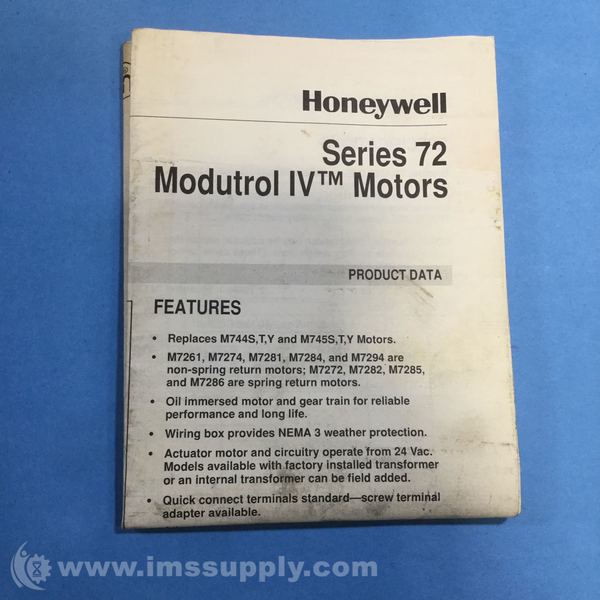 Honeywell
Series 72
Modutrol IV™ Motors
PRODUCT DATA
FEATURES
• Replaces M744S,T,Y and M745S,T,Y Motors.
• M7261, M7274, M7281, M7284, and M7294 are
non-spring return motors; M7272, M7282, M7285,
and M7286 are spring return motors.
• Oil immersed motor and gear train for reliable
performance and long life.
• Wiring box provides NEMA 3 weather protection.
• Actuator motor and circuitry operate from 24 Vac.
Models available with factory installed transformer
or an internal transformer can be field added.
• Quick connect terminals standard—screw terminal
adapter available.
www.imssupply.com